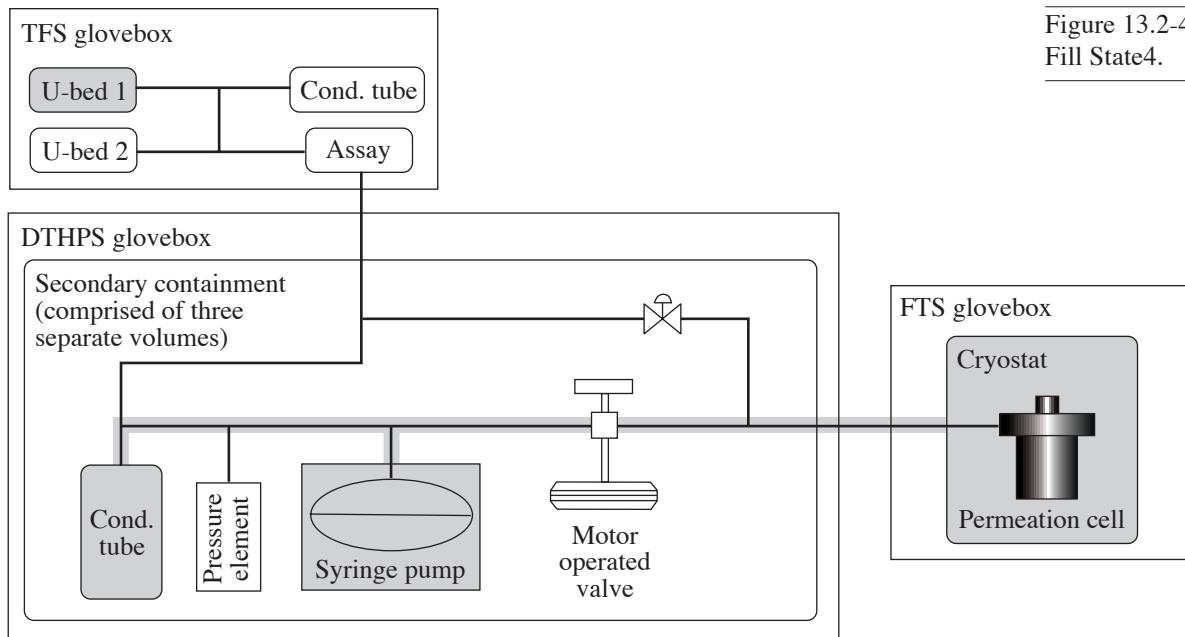 TFS glovebox
U-bed 1
Cond. tube
U-bed 2
Assay
Figure 13.2-4
Fill State4.
DTHPS glovebox
Secondary containment
(comprised of three
separate volumes)
FTS glovebox
Cryostat
Cond.
tube
Pressure
element
Syringe pump
Motor
operated
valve
Permeation cell